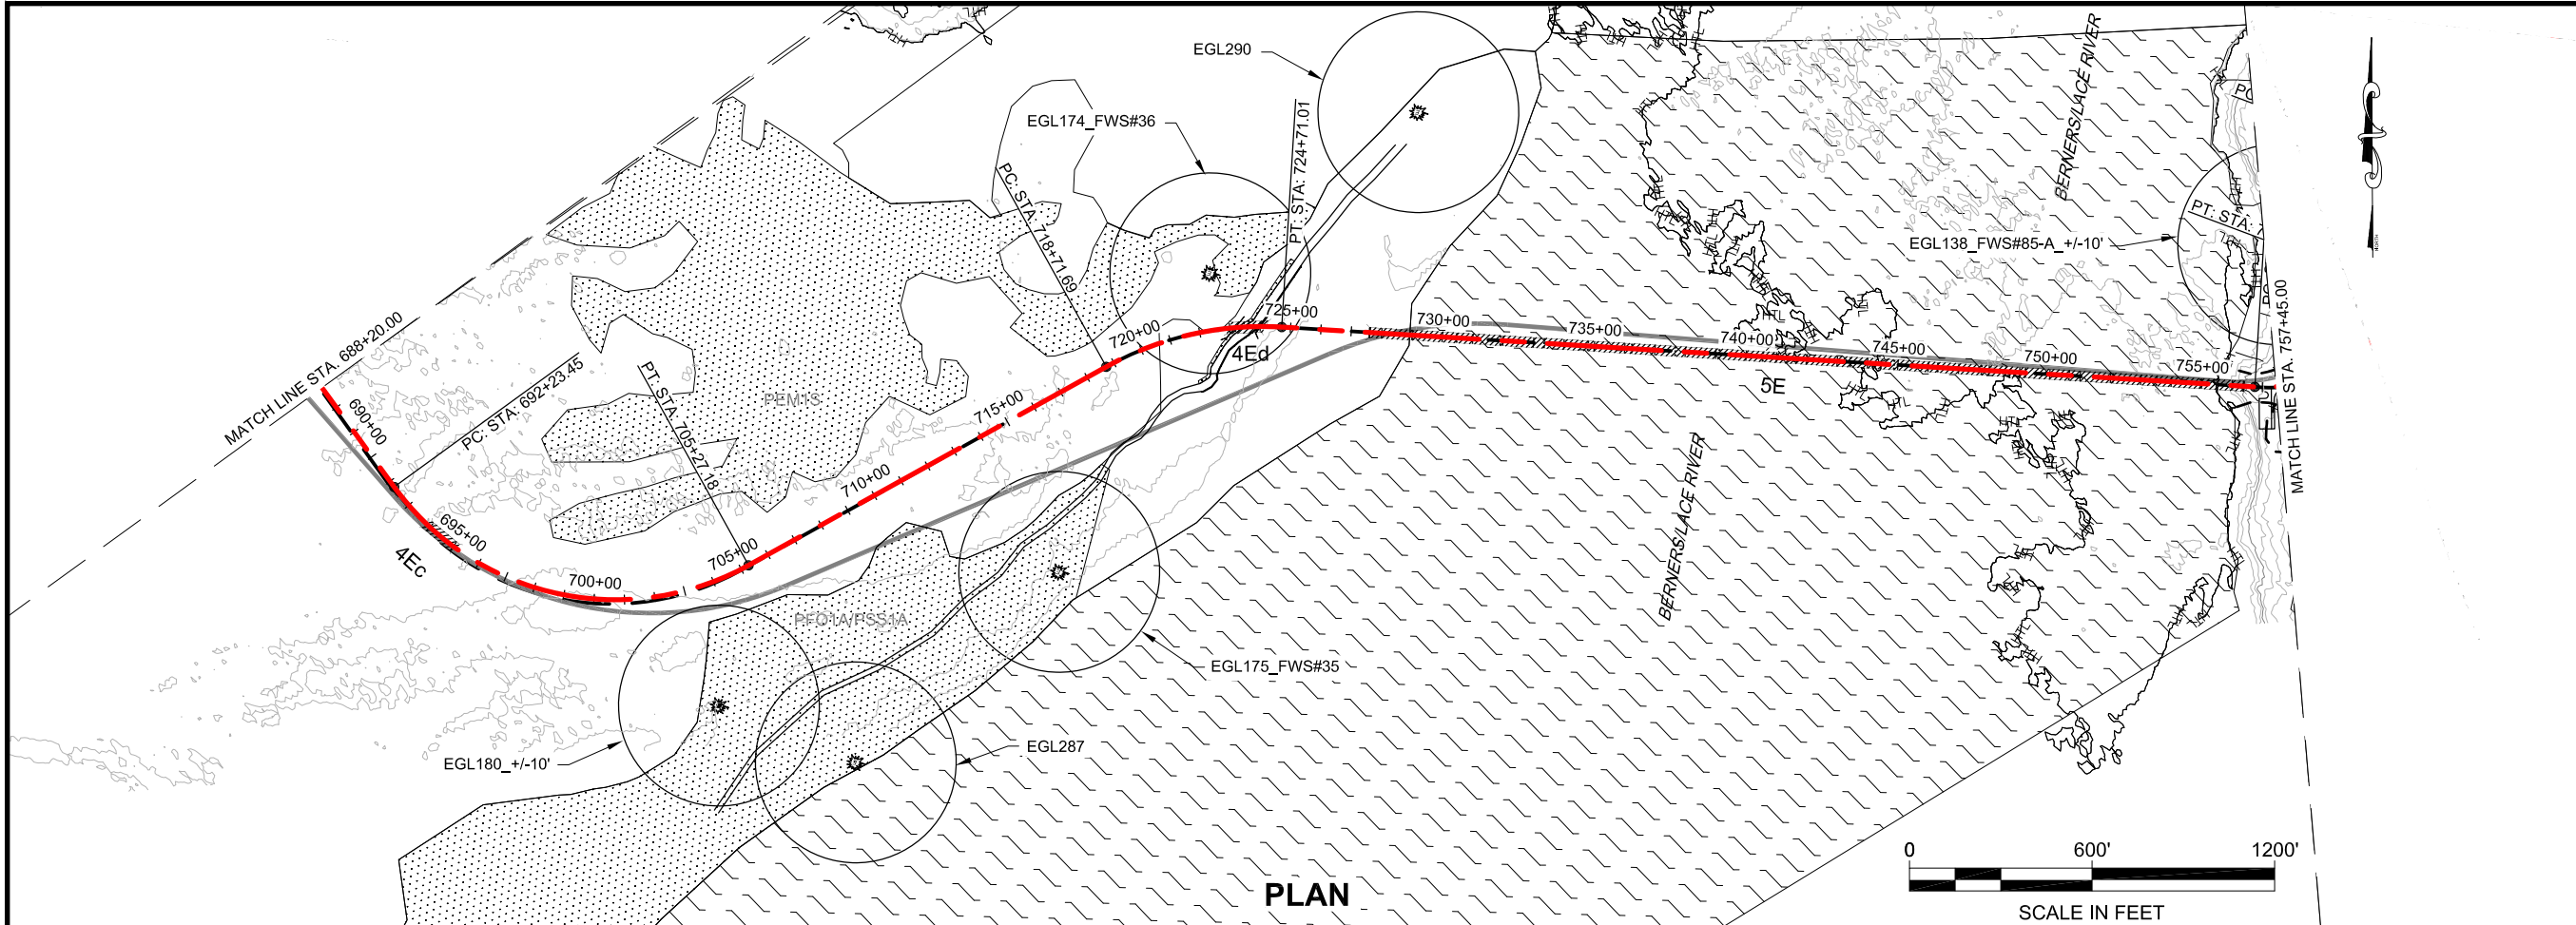 EGL290
BERNERS/LACE RIVER
EGL174_FWS#36
PT: STA: 724+71.01
PC: STA: 718+71.69
PT: STA:
EGL138_FWS#85-A_+/-10'
MATCH LINE STA. 688+20.00
PC: STA: 692+23.45
PT: STA: 705+27.18
PEM1S
690+00
695+00
700+00
705+00
710+00
715+00
720+00
725+00
730+00
735+00
740+00
745+00
750+00
755+00
4Ec
4Ed
5E
MATCH LINE STA. 757+45.00
HTL
BERNERS/LACE RIVER
PFO1A/PSS1A
EGL175_FWS#35
EGL180_+/-10'
EGL287
PLAN
0 600' 1200'
SCALE IN FEET